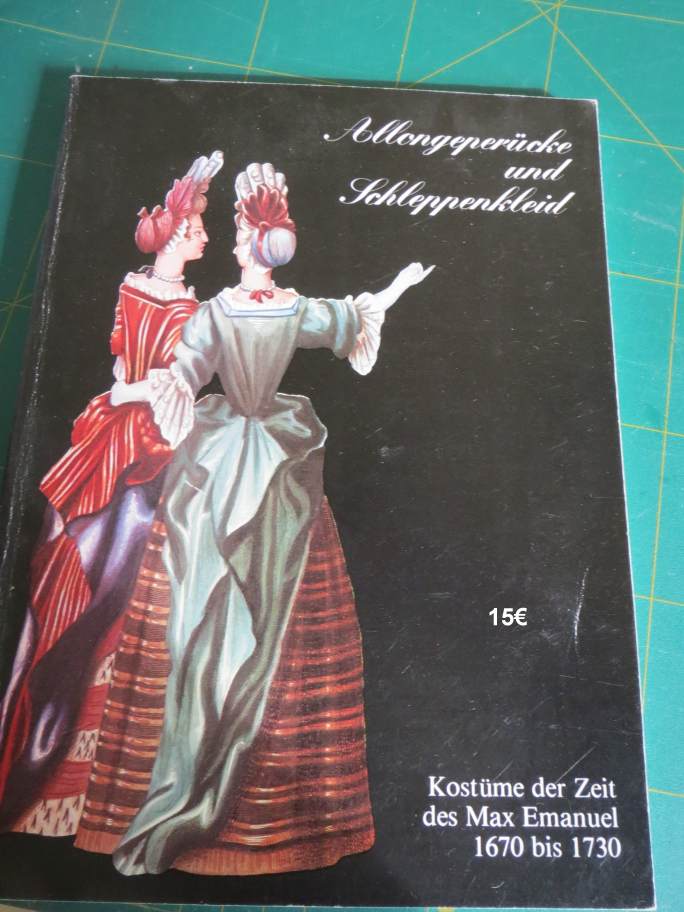 Allongeperücke
und
Schleppenkleid
15€
Kostüme der Zeit
des Max Emanuel
1670 bis 1730